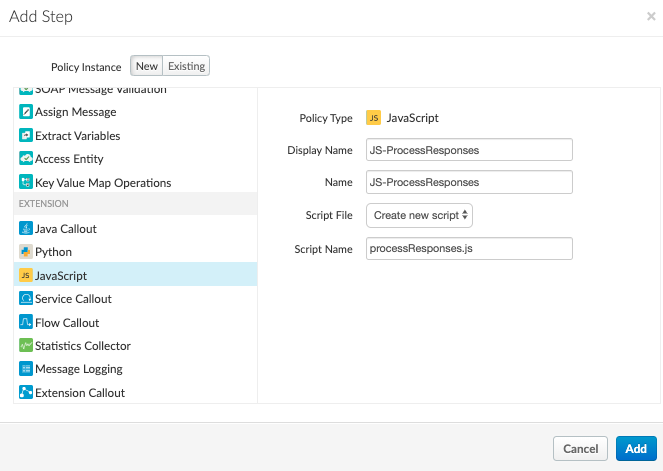 Add Step
×
Policy Instance New Existing
SOAP Message Validation
Assign Message
Extract Variables
Access Entity
Key Value Map Operations
EXTENSION
Java Callout
Python
JS JavaScript
Service Callout
Flow Callout
Statistics Collector
Message Logging
Extension Callout
Policy Type JS JavaScript
Display Name JS-ProcessResponses
Name JS-ProcessResponses
Script File Create new script
Script Name processResponses.js
Cancel Add